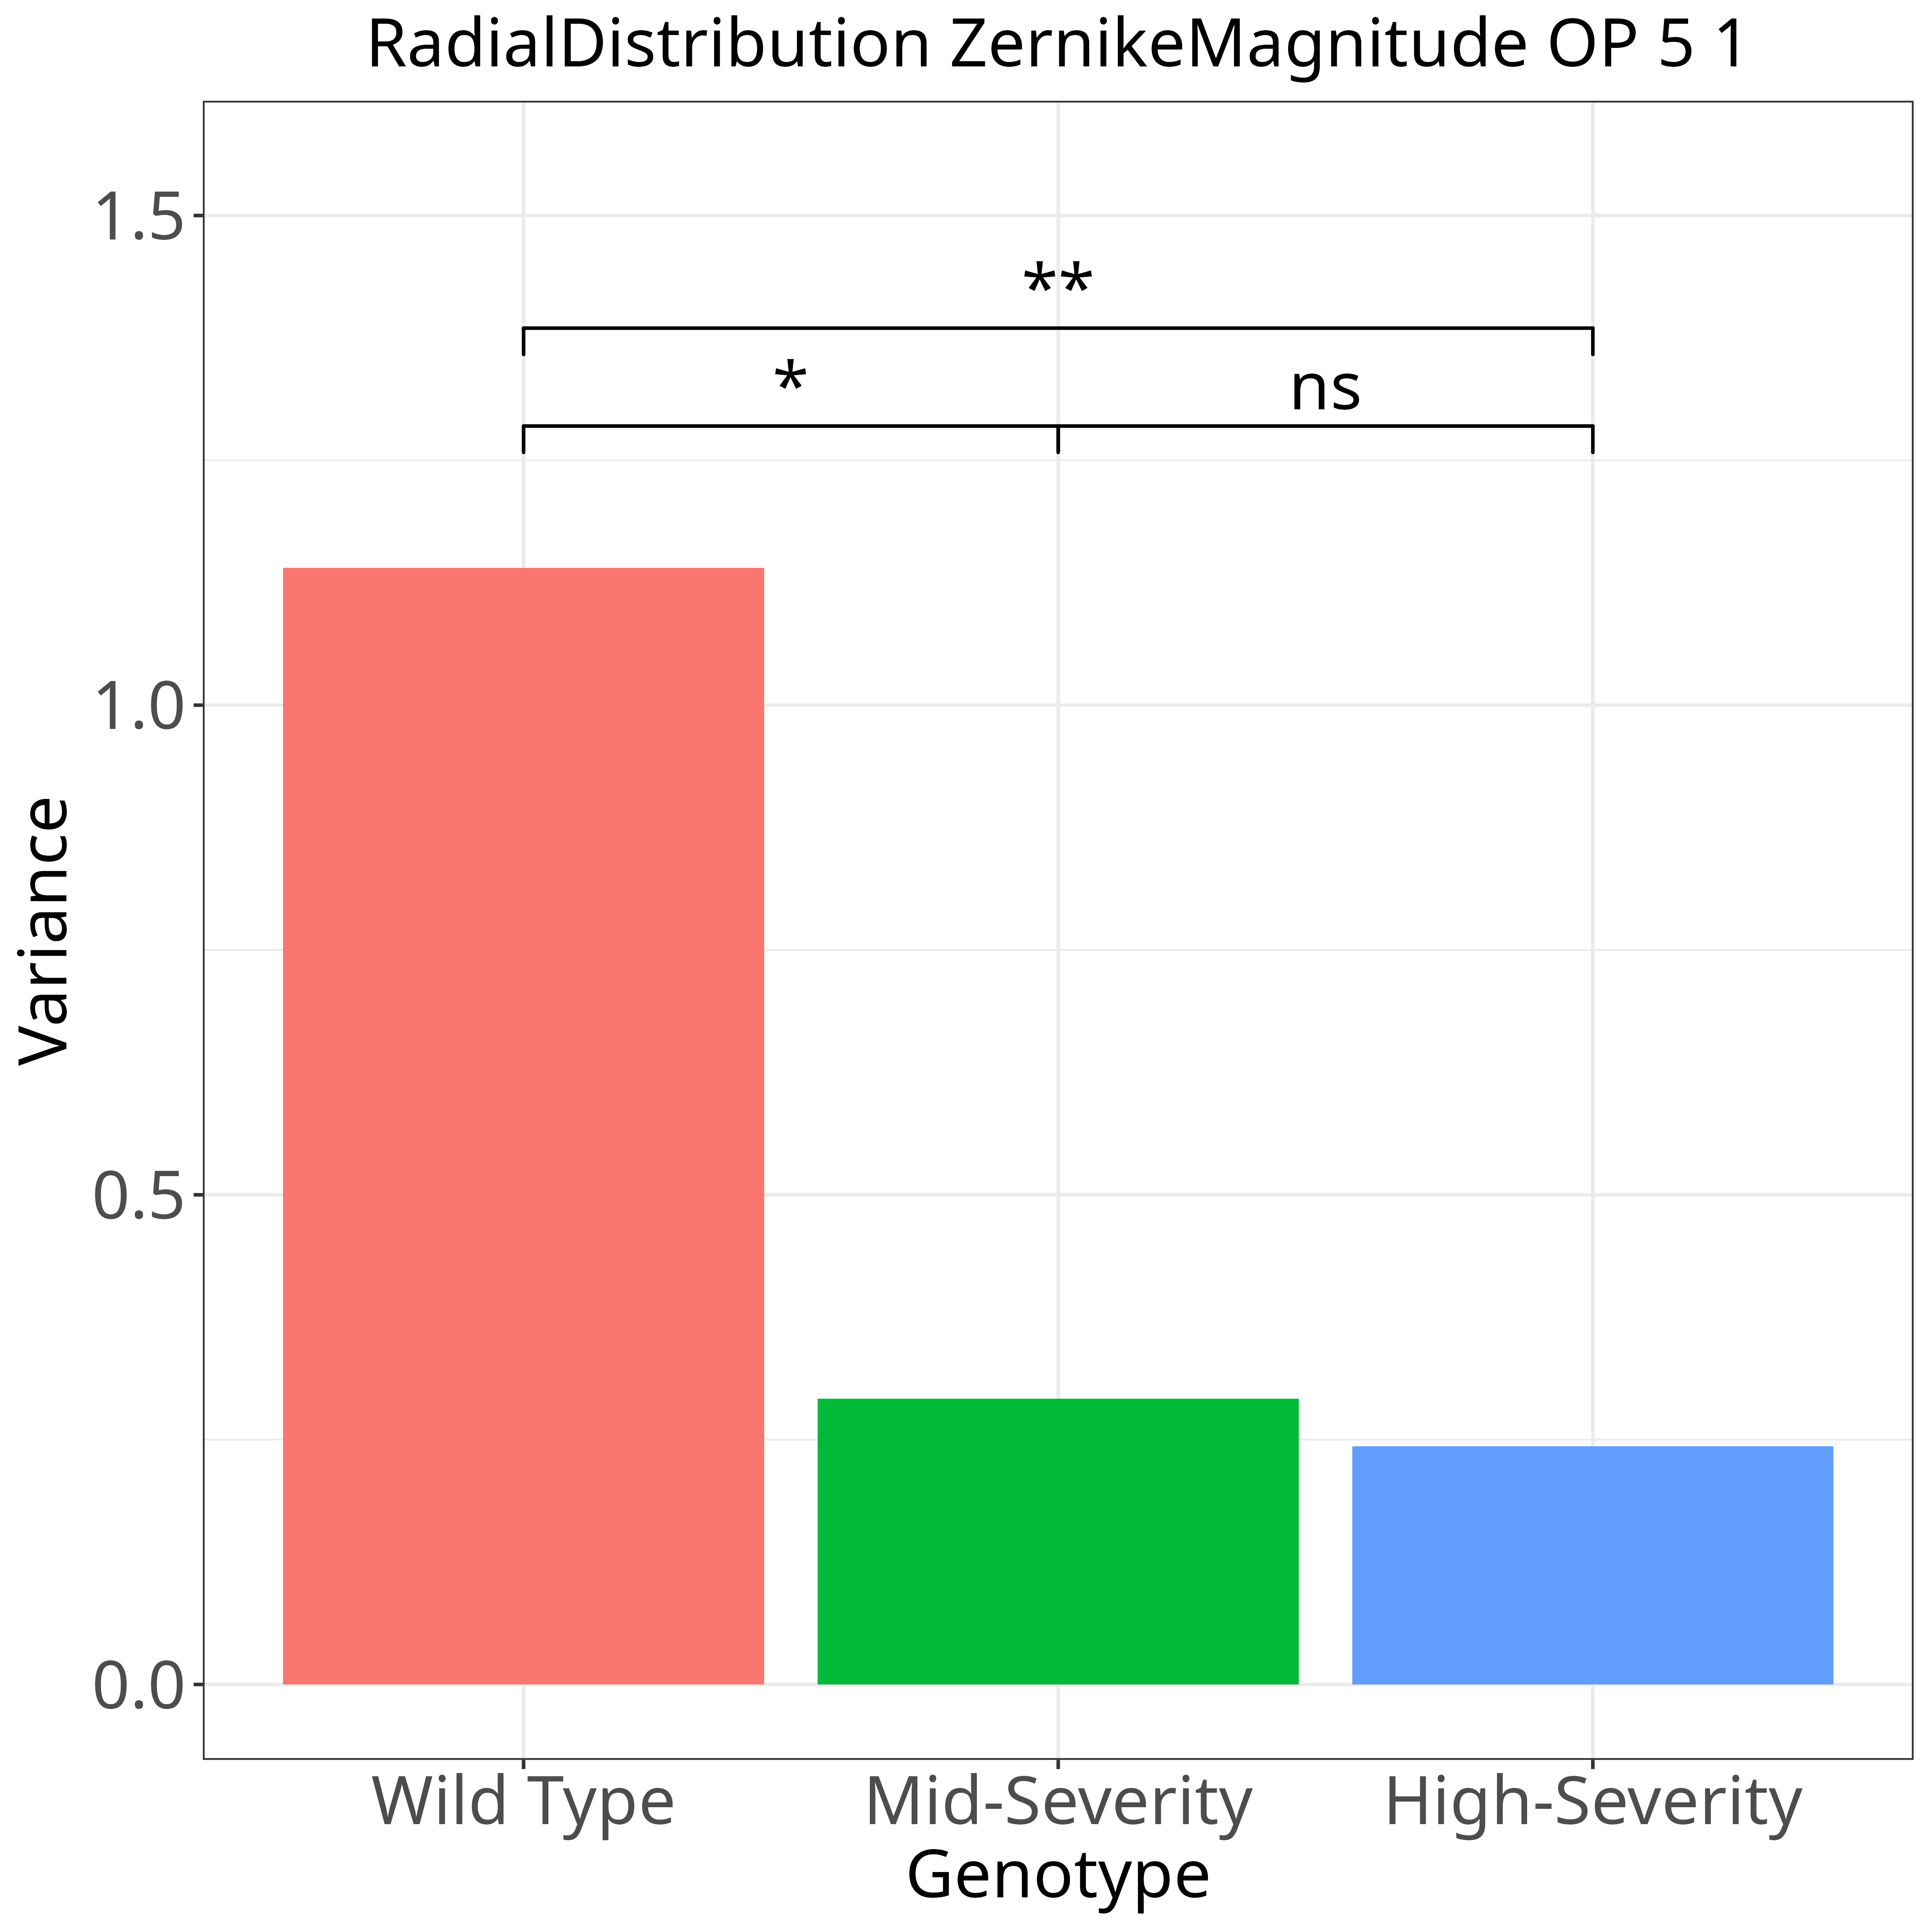 RadialDistribution ZernikeMagnitude OP 5 1
1.5
**
*
ns
1.0
Variance
0.5
0.0
Wild Type Mid-Severity High-Severity
Genotype